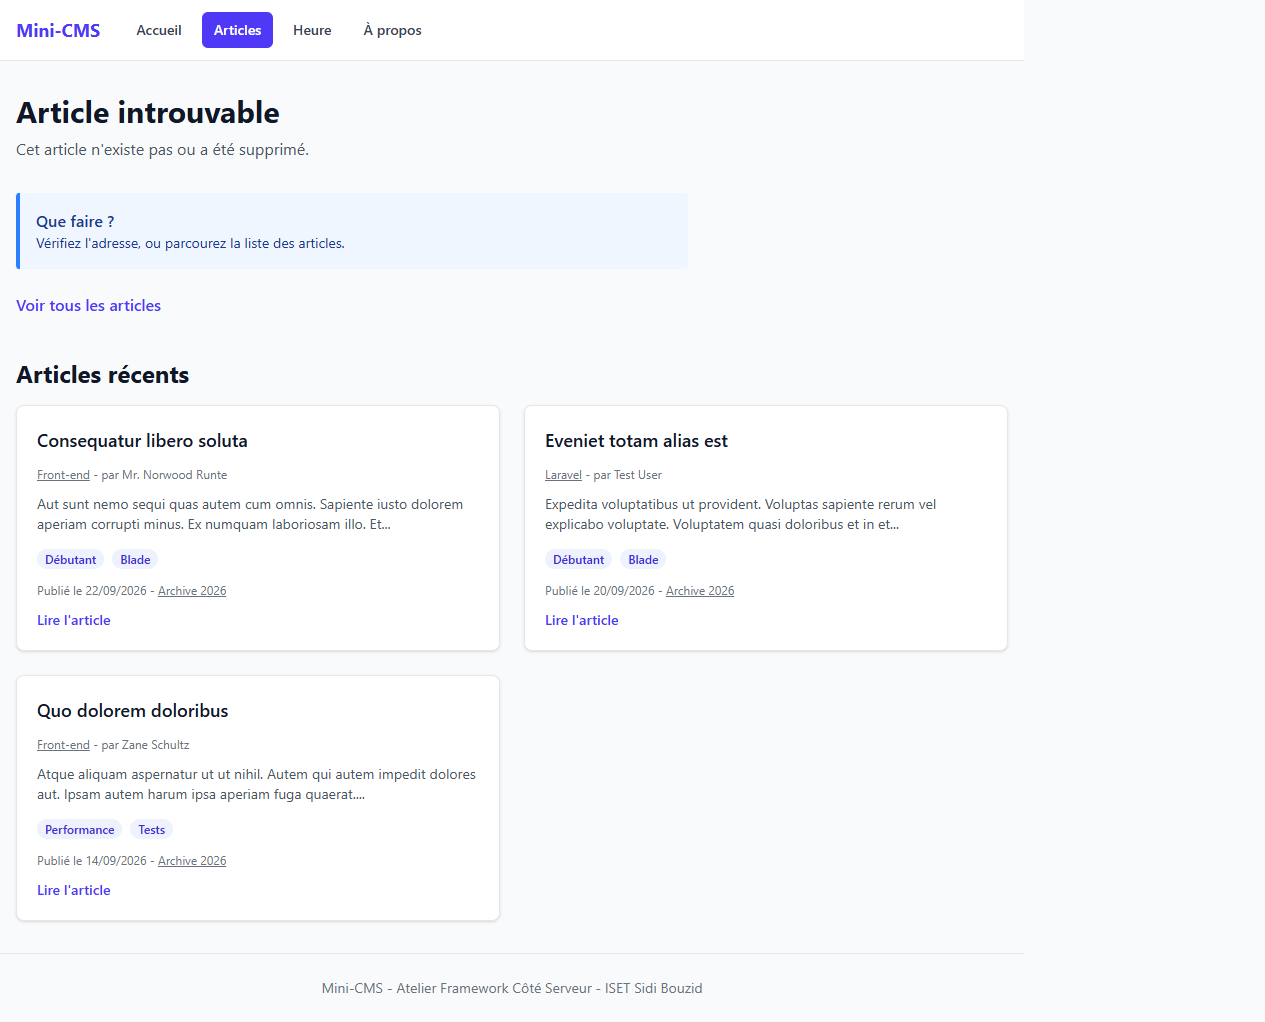 Mini-CMS Accueil Articles Heure À propos
Article introuvable
Cet article n'existe pas ou a été supprimé.
Que faire ?
Vérifiez l'adresse, ou parcourez la liste des articles.
Voir tous les articles
Articles récents
Consequatur libero soluta
Front-end - par Mr. Norwood Runte
Aut sunt nemo sequi quas autem cum omnis. Sapiente iusto dolorem
aperiam corrupti minus. Ex numquam laboriosam illo. Et...
Débutant Blade
Publié le 22/09/2026 - Archive 2026
Lire l'article
Eveniet totam alias est
Laravel - par Test User
Expedita voluptatibus ut provident. Voluptas sapiente rerum vel
explicabo voluptate. Voluptatem quasi doloribus et in et...
Débutant Blade
Publié le 20/09/2026 - Archive 2026
Lire l'article
Quo dolorem doloribus
Front-end - par Zane Schultz
Atque aliquam aspernatur ut ut nihil. Autem qui autem impedit dolores
aut. Ipsam autem harum ipsa aperiam fuga quaerat....
Performance Tests
Publié le 14/09/2026 - Archive 2026
Lire l'article
Mini-CMS - Atelier Framework Côté Serveur - ISET Sidi Bouzid